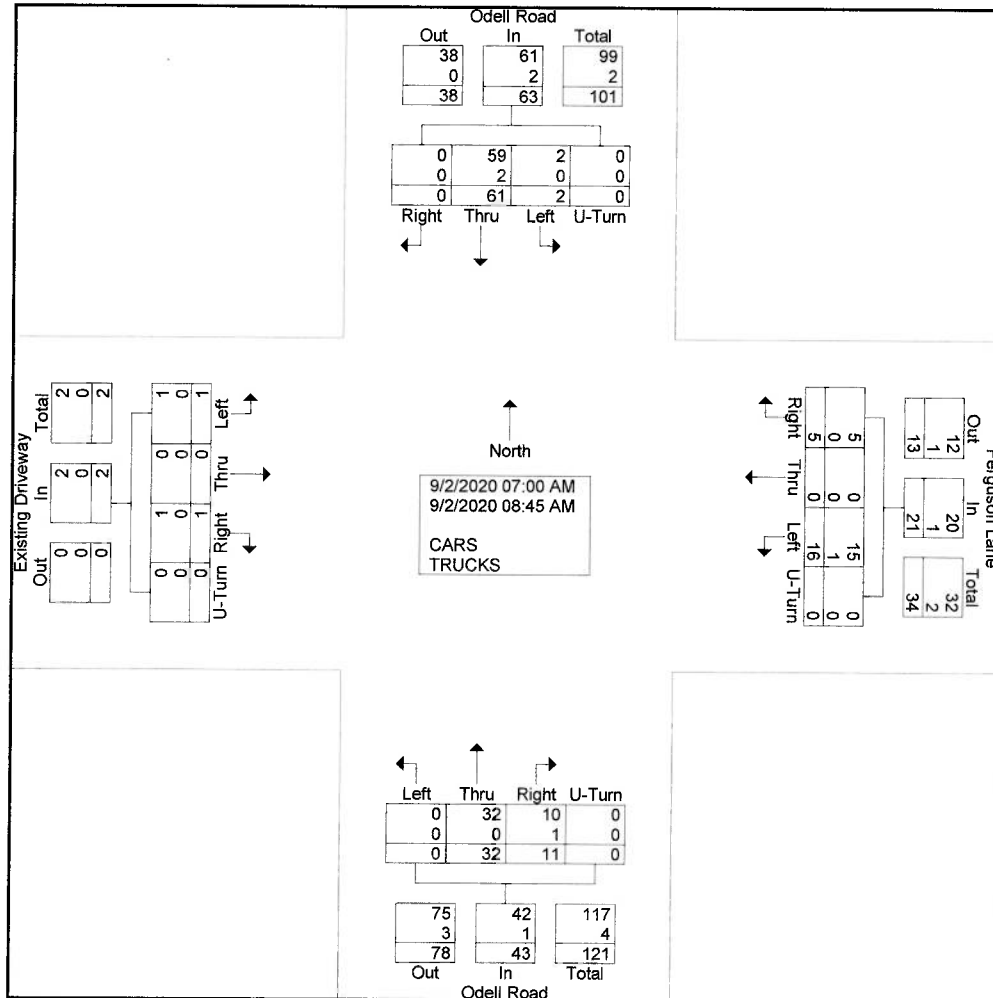 Odell Road
Out In Total
38 61 99
0 2 2
38 63 101
0 59 2 0
0 2 0 0
0 61 2 0
Right Thru Left U-Turn
Existing Driveway
Total In Out
2 2 0
0 0 0
2 2 0
1 0 1 0
0 0 0 0
1 0 1 0
Left Thru Right U-Turn
North
9/2/2020 07:00 AM
9/2/2020 08:45 AM
CARS
TRUCKS
Right Thru Left U-Turn
5 0 15 0
0 0 1 0
5 0 16 0
Ferguson Lane
Out In Total
12 20 32
1 1 2
13 21 34
Left Thru Right U-Turn
0 32 10 0
0 0 1 0
0 32 11 0
75 42 117
3 1 4
78 43 121
Out In Total
Odell Road